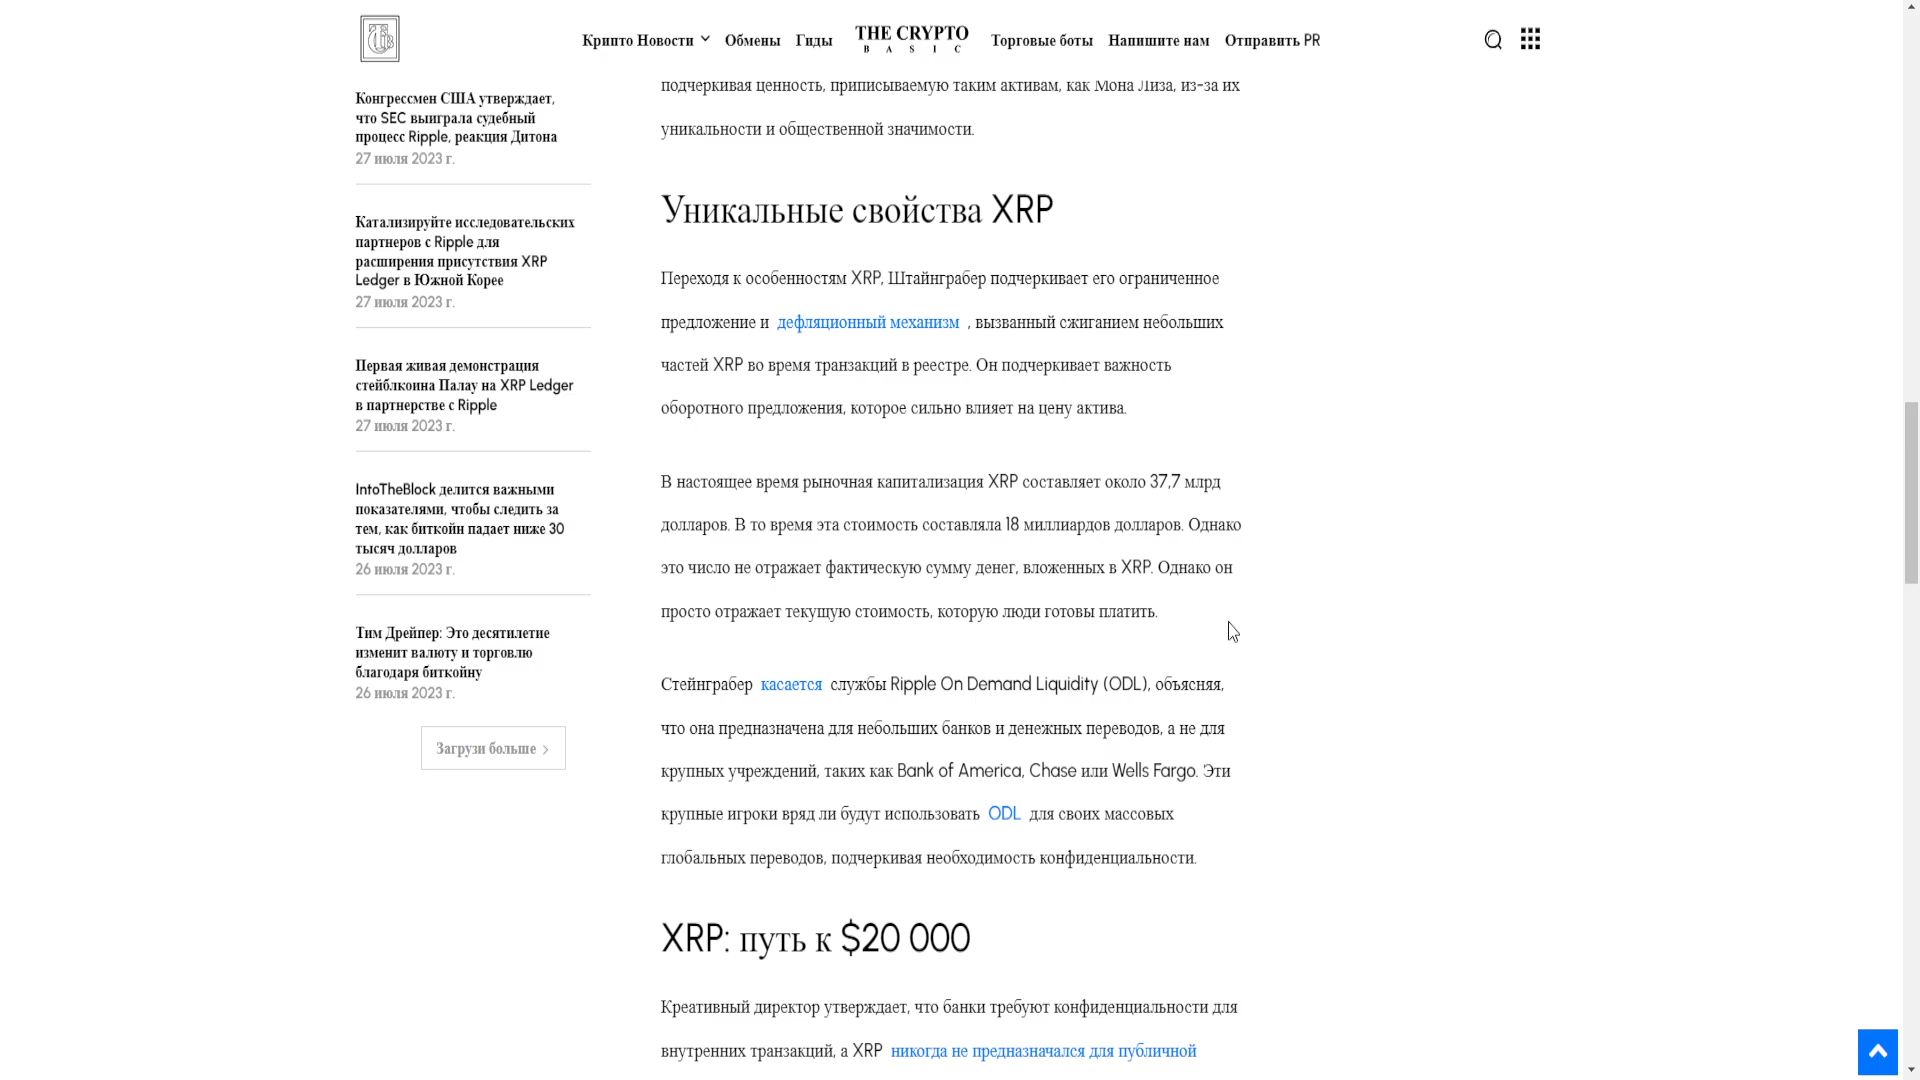 Крипто Новости
Обмены
Гиды
THE CRYPTO
BASIC
Торговые боты
Напишите нам
Отправить PR
Конгрессмен США утверждает,
что SEC выиграла судебный
процесс Ripple, реакция Дитона
27 июля 2023 г.
Катализируйте исследовательских
партнеров с Ripple для
расширения присутствия XRP
Ledger в Южной Корее
27 июля 2023 г.
Первая живая демонстрация
стейблкоина Палау на XRP Ledger
в партнерстве с Ripple
27 июля 2023 г.
IntoTheBlock делится важными
показателями, чтобы следить за
тем, как биткойн падает ниже 30
тысяч долларов
26 июля 2023 г.
Тим Дрейпер: Это десятилетие
изменит валюту и торговлю
благодаря биткойну
26 июля 2023 г.
Загрузи больше
подчеркивая ценность, приписываемую таким активам, как Мона Лиза, из-за их
уникальности и общественной значимости.
Уникальные свойства XRP
Переходя к особенностям XRP, Штайнграбер подчеркивает его ограниченное
предложение и дефляционный механизм , вызванный сжиганием небольших
частей XRP во время транзакций в реестре. Он подчеркивает важность
оборотного предложения, которое сильно влияет на цену актива.
В настоящее время рыночная капитализация XRP составляет около 37,7 млрд
долларов. В то время эта стоимость составляла 18 миллиардов долларов. Однако
это число не отражает фактическую сумму денег, вложенных в XRP. Однако он
просто отражает текущую стоимость, которую люди готовы платить.
Стейнграбер касается службы Ripple On Demand Liquidity (ODL), объясняя,
что она предназначена для небольших банков и денежных переводов, а не для
крупных учреждений, таких как Bank of America, Chase или Wells Fargo. Эти
крупные игроки вряд ли будут использовать ODL для своих массовых
глобальных переводов, подчеркивая необходимость конфиденциальности.
XRP: путь к $20 000
Креативный директор утверждает, что банки требуют конфиденциальности для
внутренних транзакций, а XRP никогда не предназначался для публичной